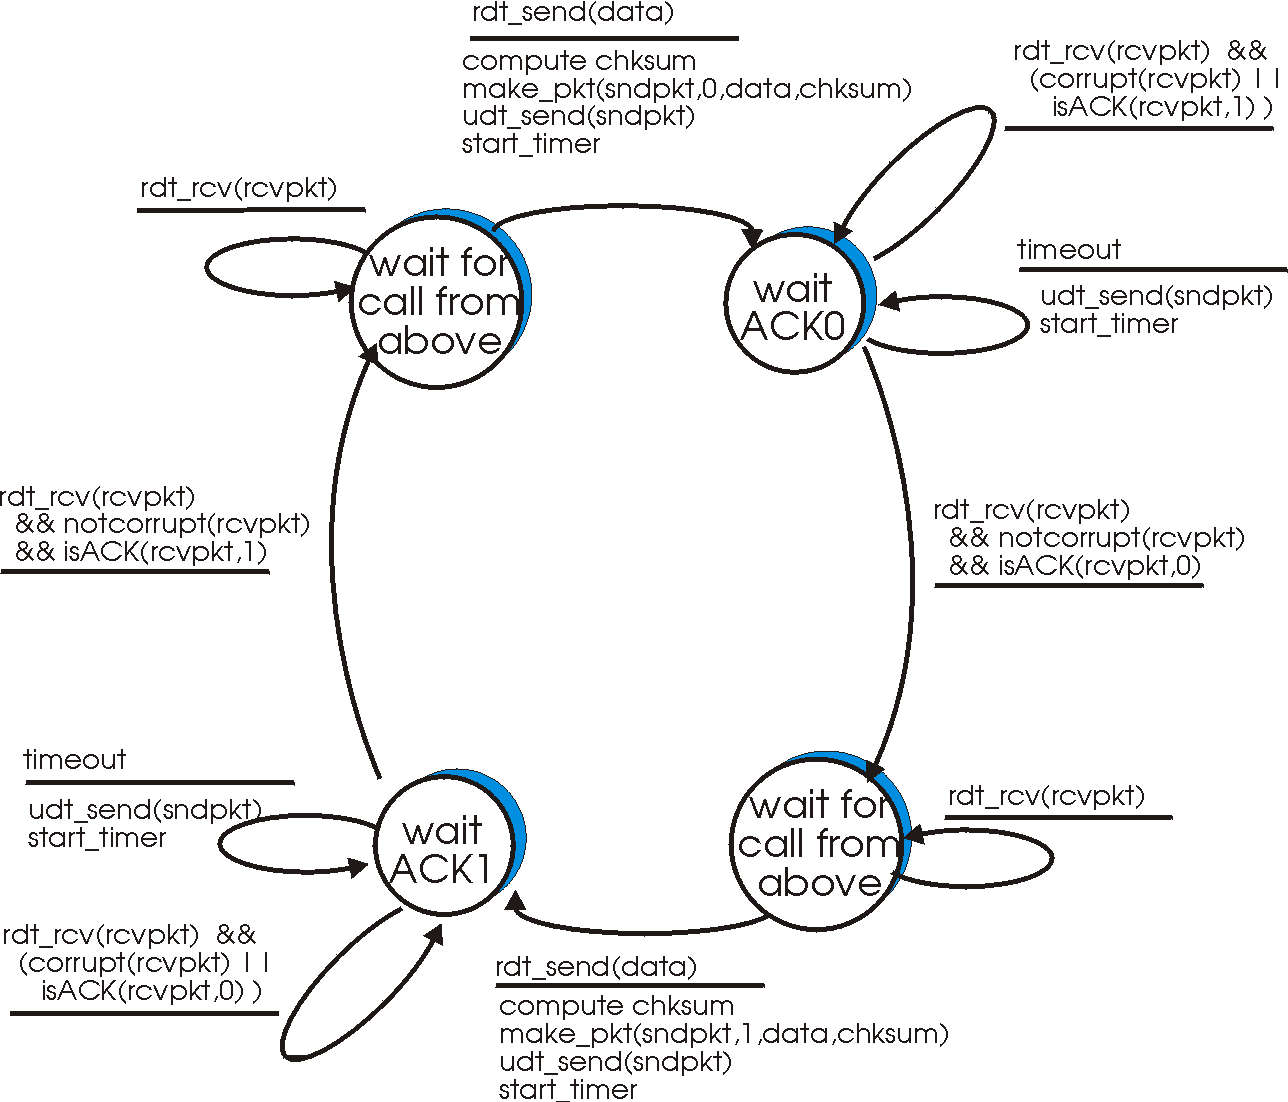 rdt_send(data)
compute chksum
make_pkt(sndpkt,0,data,chksum)
udt_send(sndpkt)
start_timer
rdt_rcv(rcvpkt) &&
(corrupt(rcvpkt) ||
isACK(rcvpkt,1) )
rdt_rcv(rcvpkt)
wait for
call from
above
wait
ACK0
timeout
udt_send(sndpkt)
start_timer
rdt_rcv(rcvpkt)
&& notcorrupt(rcvpkt)
&& isACK(rcvpkt,1)
rdt_rcv(rcvpkt)
&& notcorrupt(rcvpkt)
&& isACK(rcvpkt,0)
timeout
udt_send(sndpkt)
start_timer
wait
ACK1
wait for
call from
above
rdt_rcv(rcvpkt)
rdt_rcv(rcvpkt) &&
(corrupt(rcvpkt) ||
isACK(rcvpkt,0) )
rdt_send(data)
compute chksum
make_pkt(sndpkt,1,data,chksum)
udt_send(sndpkt)
start_timer